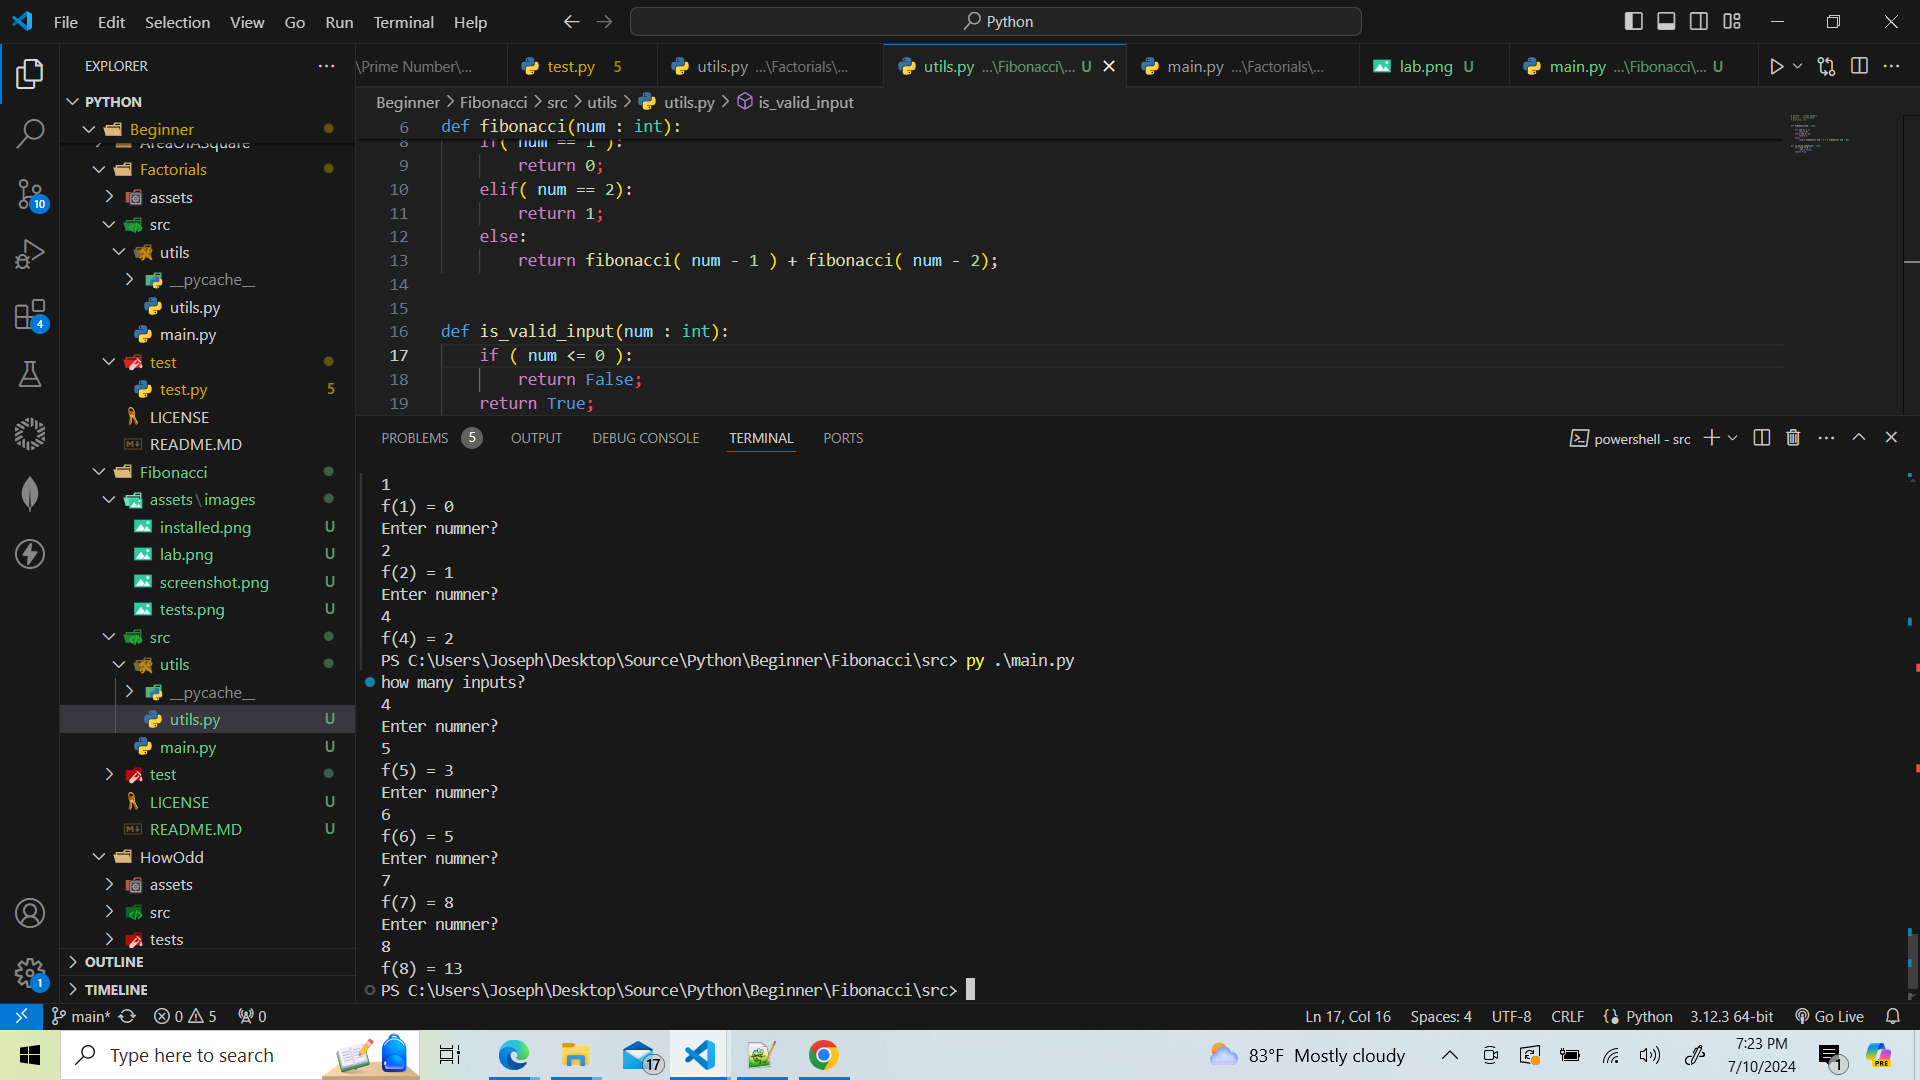 File Edit Selection View Go Run Terminal Help
Python
EXPLORER
\Prime Number\...
test.py 5
utils.py ...\Factorials\...
utils.py ...\Fibonacci\... U
main.py ...\Factorials\...
lab.png U
main.py ...\Fibonacci\... U
PYTHON
Beginner
AreaOfASquare
Factorials
assets
src
utils
__pycache__
utils.py
main.py
test
test.py 5
LICENSE
README.MD
Fibonacci
assets\images
installed.png U
lab.png U
screenshot.png U
tests.png U
src
utils
__pycache__
utils.py U
main.py U
test
LICENSE U
README.MD U
HowOdd
assets
src
tests
OUTLINE
TIMELINE
10
4
1
Beginner > Fibonacci > src > utils > utils.py > is_valid_input
6 def fibonacci(num : int):
8 if( num == 1 ):
9 return 0;
10 elif( num == 2):
11 return 1;
12 else:
13 return fibonacci( num - 1 ) + fibonacci( num - 2);
14
15
16 def is_valid_input(num : int):
17 if ( num <= 0 ):
18 return False;
19 return True;
PROBLEMS 5 OUTPUT DEBUG CONSOLE TERMINAL PORTS
powershell - src
1
f(1) = 0
Enter numner?
2
f(2) = 1
Enter numner?
4
f(4) = 2
PS C:\Users\Joseph\Desktop\Source\Python\Beginner\Fibonacci\src> py .\main.py
how many inputs?
4
Enter numner?
5
f(5) = 3
Enter numner?
6
f(6) = 5
Enter numner?
7
f(7) = 8
Enter numner?
8
f(8) = 13
PS C:\Users\Joseph\Desktop\Source\Python\Beginner\Fibonacci\src>
main* 0 5 0
Ln 17, Col 16 Spaces: 4 UTF-8 CRLF Python 3.12.3 64-bit Go Live
Type here to search
17
83°F Mostly cloudy
7:23 PM
7/10/2024
1
PRE